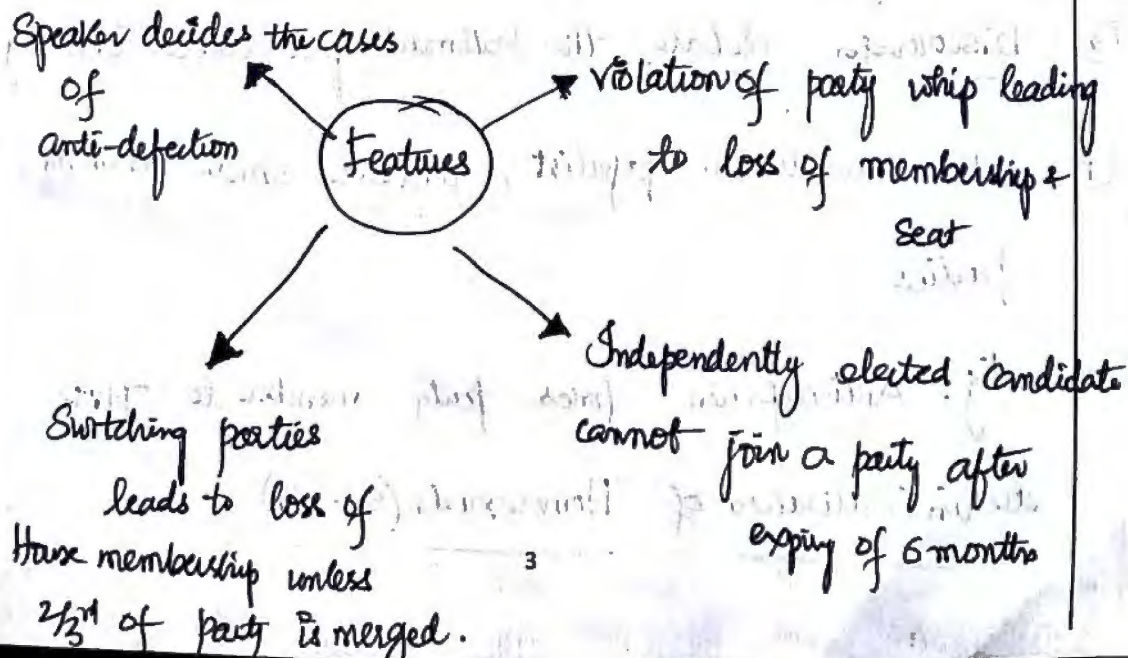 Speaker decides the cases
of
anti-defection
Features
Violation of party whip leading
to loss of membership &
Seat
Switching parties
leads to loss of
House membership unless
2/3rd of party is merged.
Independently elected candidate
cannot join a party after
expiry of 6 months
3